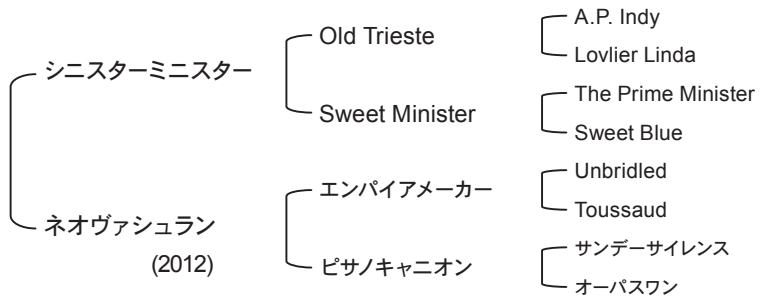 シニスターミニスター
Old Trieste
A.P. Indy
Lovlier Linda
Sweet Minister
The Prime Minister
Sweet Blue
ネオヴァシュラン
(2012)
エンパイアメーカー
Unbridled
Toussaud
ピサノキャニオン
サンデーサイレンス
オーパスワン